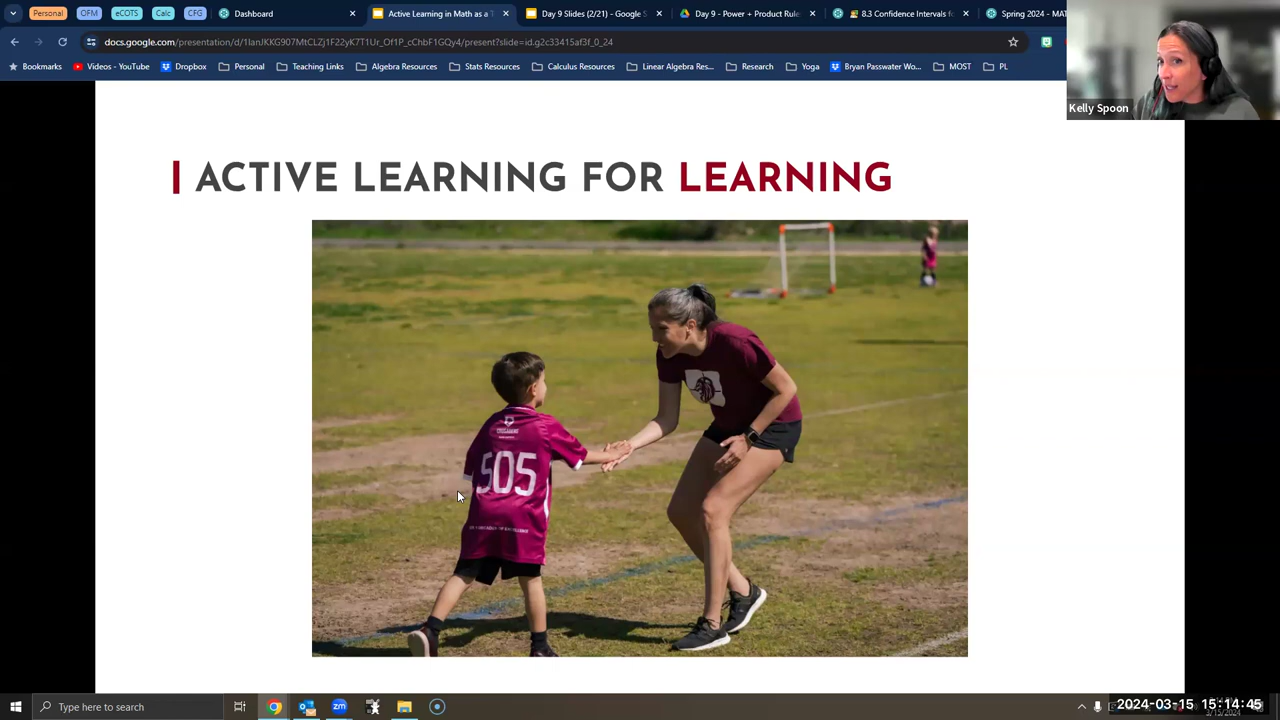 Personal
OFM
eCOTS
Calc
CFG
Dashboard
Active Learning in Math as a T
Day 9 Slides (2/21) - Google S
Day 9 - Power + Product Rule
8.3 Confidence Intervals fo
Spring 2024 - MAT
docs.google.com/presentation/d/1IanJKKG907MtCLZj1F22yK7T1Ur_Of1P_cChbF1GQy4/present?slide=id.g2c33415af3f_0_24
Bookmarks
Videos - YouTube
Dropbox
Personal
Teaching Links
Algebra Resources
Stats Resources
Calculus Resources
Linear Algebra Res...
Research
Yoga
Bryan Passwater Wo...
MOST
PL
Kelly Spoon
ACTIVE LEARNING FOR LEARNING
505
Type here to search
2024-03-15 15:14:45